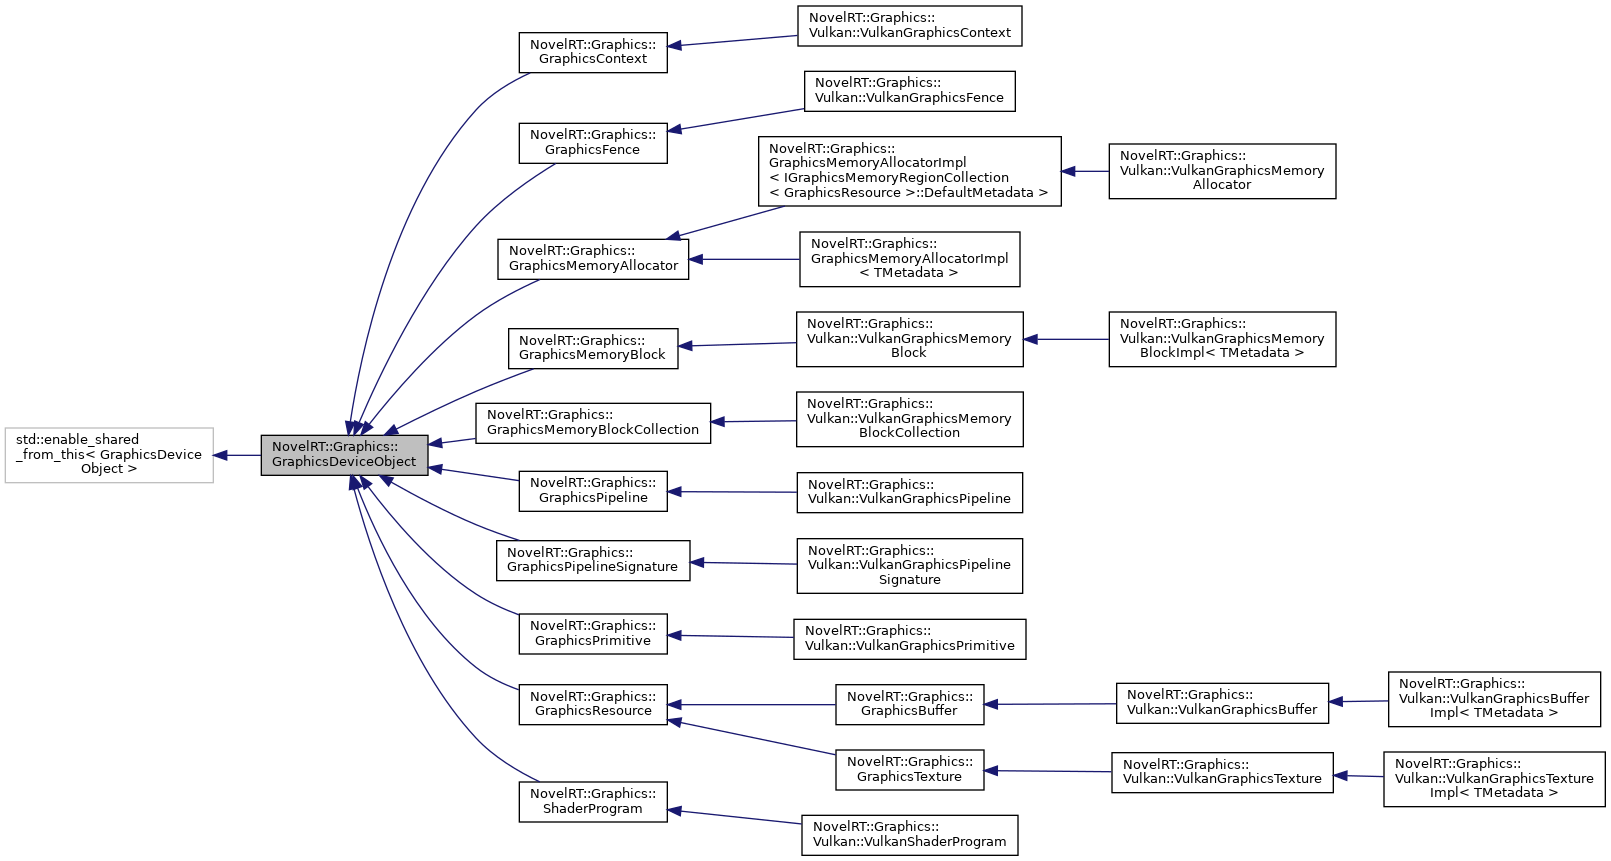 std::enable_shared
_from_this< GraphicsDevice
Object >
NovelRT::Graphics::
GraphicsDeviceObject
NovelRT::Graphics::
GraphicsContext
NovelRT::Graphics::
Vulkan::VulkanGraphicsContext
NovelRT::Graphics::
GraphicsFence
NovelRT::Graphics::
Vulkan::VulkanGraphicsFence
NovelRT::Graphics::
GraphicsMemoryAllocator
NovelRT::Graphics::
GraphicsMemoryAllocatorImpl
< IGraphicsMemoryRegionCollection
< GraphicsResource >::DefaultMetadata >
NovelRT::Graphics::
Vulkan::VulkanGraphicsMemory
Allocator
NovelRT::Graphics::
GraphicsMemoryAllocatorImpl
< TMetadata >
NovelRT::Graphics::
GraphicsMemoryBlock
NovelRT::Graphics::
Vulkan::VulkanGraphicsMemory
Block
NovelRT::Graphics::
Vulkan::VulkanGraphicsMemory
BlockImpl< TMetadata >
NovelRT::Graphics::
GraphicsMemoryBlockCollection
NovelRT::Graphics::
Vulkan::VulkanGraphicsMemory
BlockCollection
NovelRT::Graphics::
GraphicsPipeline
NovelRT::Graphics::
Vulkan::VulkanGraphicsPipeline
NovelRT::Graphics::
GraphicsPipelineSignature
NovelRT::Graphics::
Vulkan::VulkanGraphicsPipeline
Signature
NovelRT::Graphics::
GraphicsPrimitive
NovelRT::Graphics::
Vulkan::VulkanGraphicsPrimitive
NovelRT::Graphics::
GraphicsResource
NovelRT::Graphics::
GraphicsBuffer
NovelRT::Graphics::
Vulkan::VulkanGraphicsBuffer
NovelRT::Graphics::
Vulkan::VulkanGraphicsBuffer
Impl< TMetadata >
NovelRT::Graphics::
GraphicsTexture
NovelRT::Graphics::
Vulkan::VulkanGraphicsTexture
NovelRT::Graphics::
Vulkan::VulkanGraphicsTexture
Impl< TMetadata >
NovelRT::Graphics::
ShaderProgram
NovelRT::Graphics::
Vulkan::VulkanShaderProgram